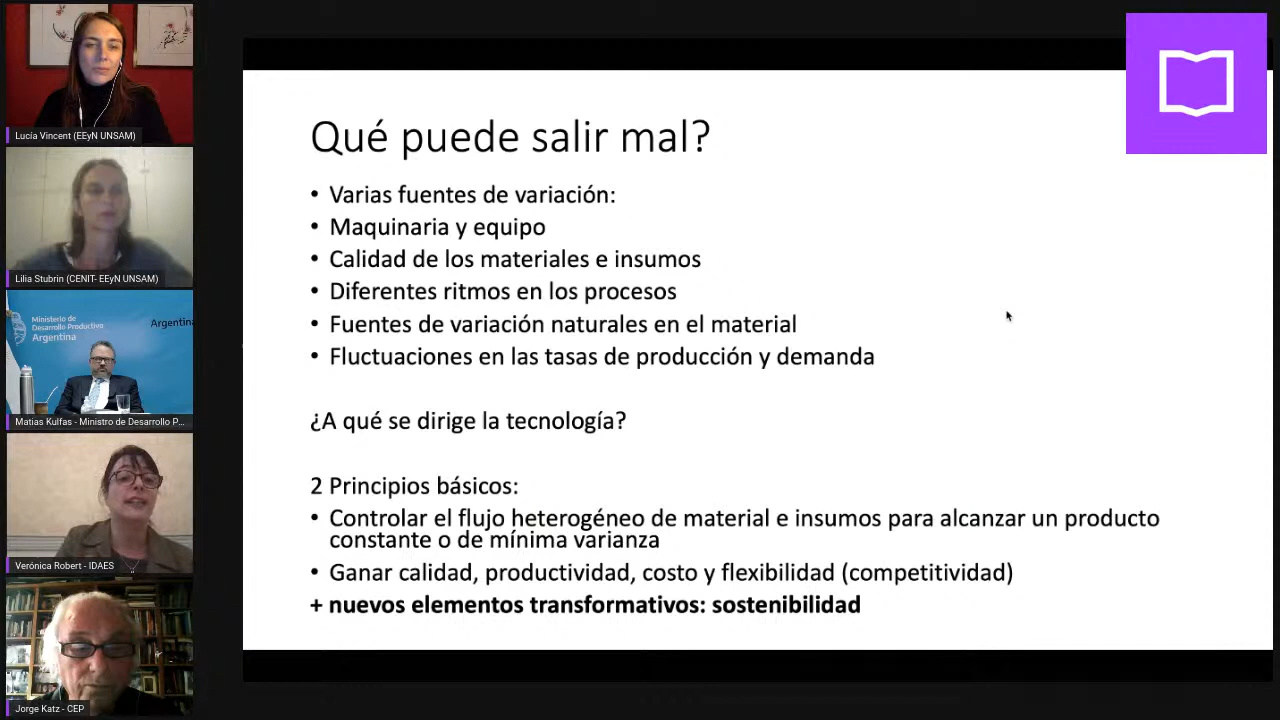 Lucía Vincent (EEyN UNSAM)
Lilia Stubrin (CENIT- EEyN UNSAM)
Ministerio de
Desarrollo Productivo
Argentina
Argentina
Matias Kulfas - Ministro de Desarrollo P...
Verónica Robert - IDAES
Jorge Katz - CEP
Qué puede salir mal?
• Varias fuentes de variación:
• Maquinaria y equipo
• Calidad de los materiales e insumos
• Diferentes ritmos en los procesos
• Fuentes de variación naturales en el material
• Fluctuaciones en las tasas de producción y demanda
¿A qué se dirige la tecnología?
2 Principios básicos:
• Controlar el flujo heterogéneo de material e insumos para alcanzar un producto
constante o de mínima varianza
• Ganar calidad, productividad, costo y flexibilidad (competitividad)
+ nuevos elementos transformativos: sostenibilidad